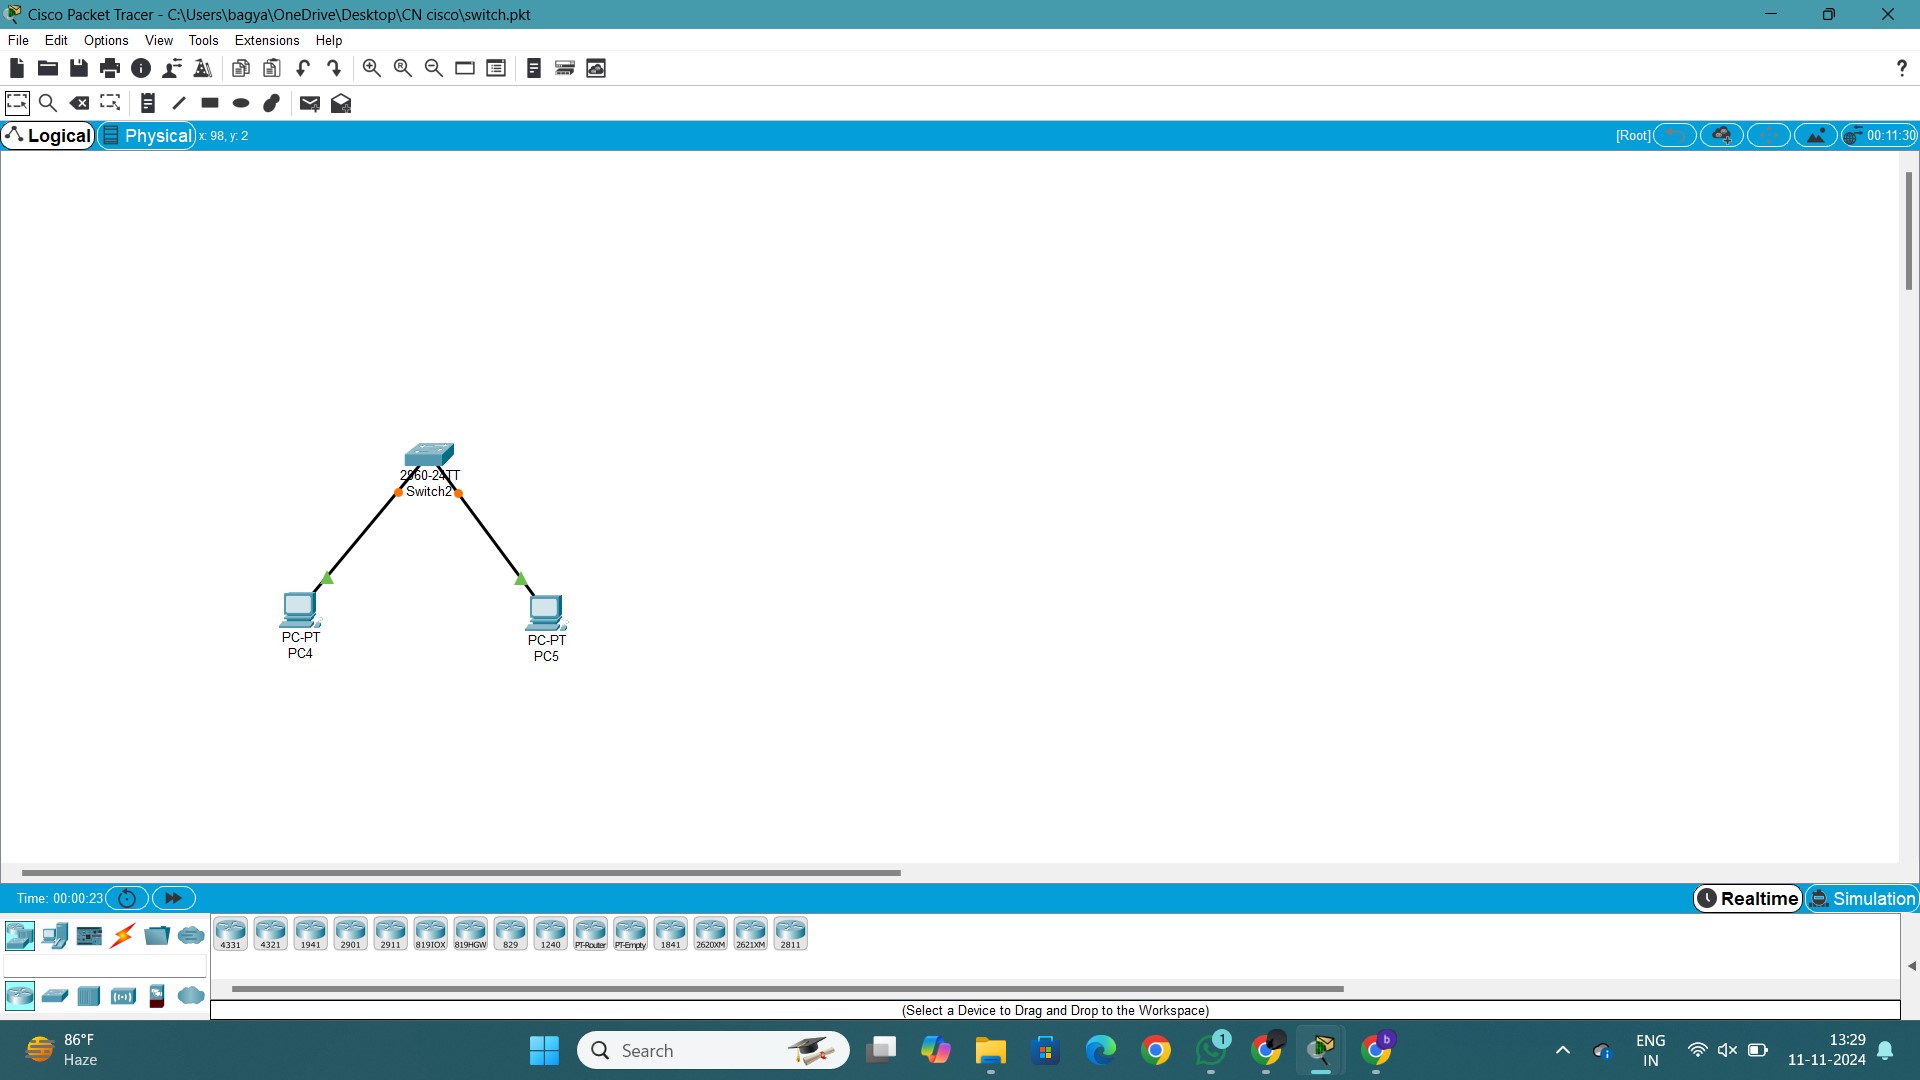 Cisco Packet Tracer - C:\Users\bagya\OneDrive\Desktop\CN cisco\switch.pkt
File Edit Options View Tools Extensions Help
?
Logical Physical x: 98, y: 2 [Root] 00:11:30
2960-24TT
Switch2
PC-PT
PC4
PC-PT
PC5
Time: 00:00:23 Realtime Simulation
4331 4321 1941 2901 2911 819IOX 819HGW 829 1240 PT-Router PT-Empty 1841 2620XM 2621XM 2811
(Select a Device to Drag and Drop to the Workspace)
86°F
Haze
Search
1
b
ENG
IN
13:29
11-11-2024